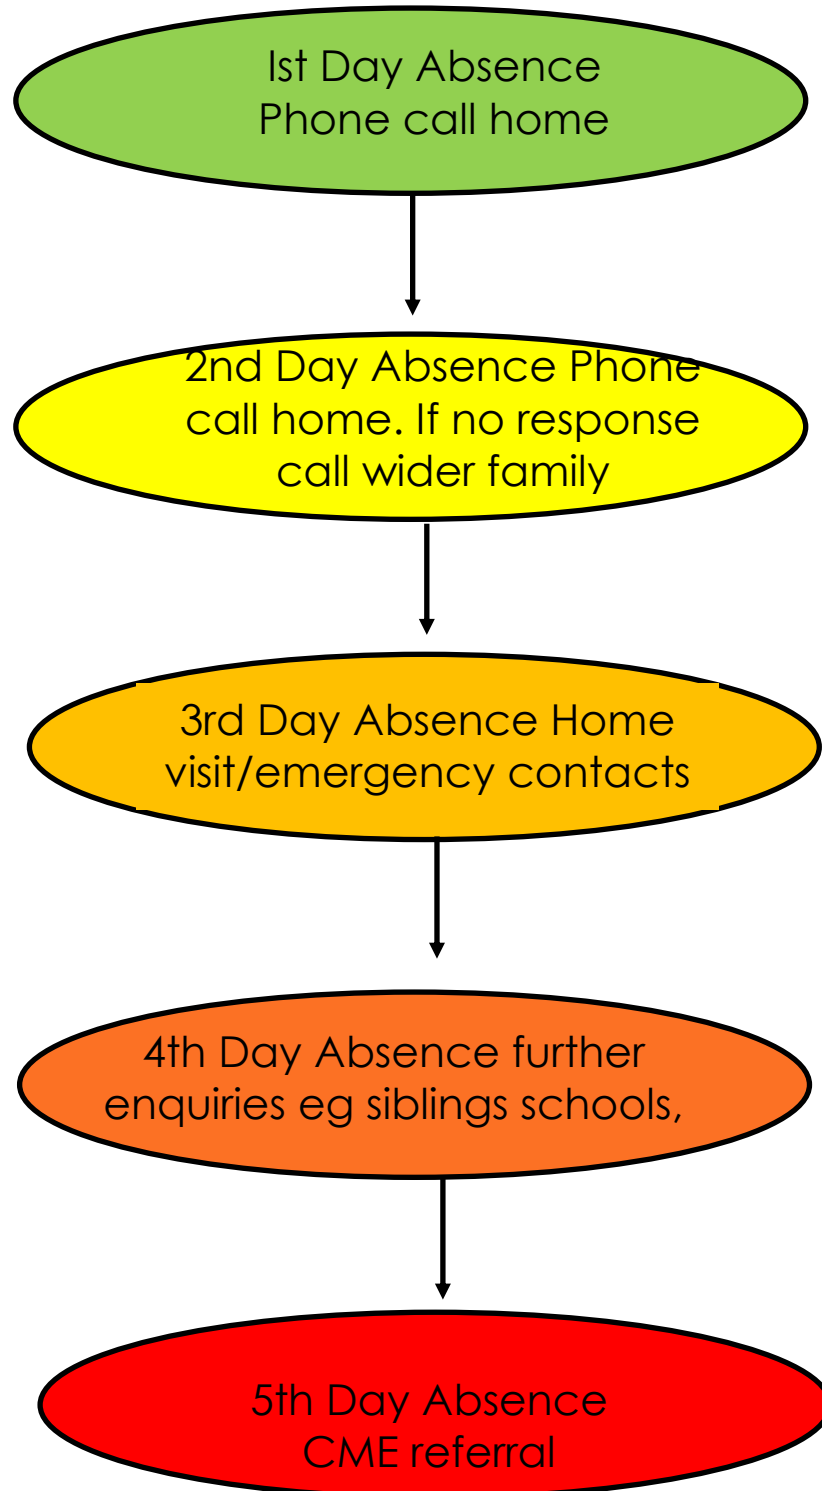 Ist Day Absence
Phone call home
2nd Day Absence Phone
call home. If no response
call wider family
3rd Day Absence Home
visit/emergency contacts
4th Day Absence further
enquiries eg siblings schools,
5th Day Absence
CME referral